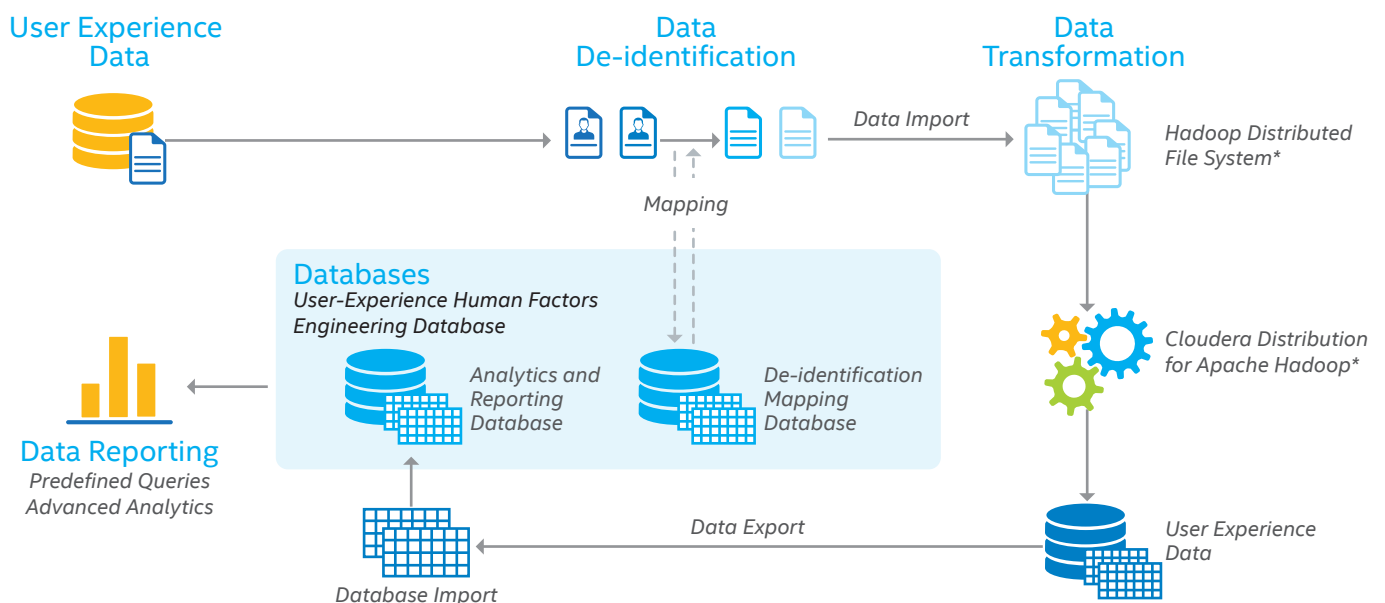 User Experience
Data
Data
De-identification
Data
Transformation
Data Import
Hadoop Distributed
File System*
Mapping
Databases
User-Experience Human Factors
Engineering Database
Analytics and
Reporting
Database
De-identification
Mapping
Database
Cloudera Distribution
for Apache Hadoop*
Data Reporting
Predefined Queries
Advanced Analytics
Data Export
User Experience
Data
Database Import